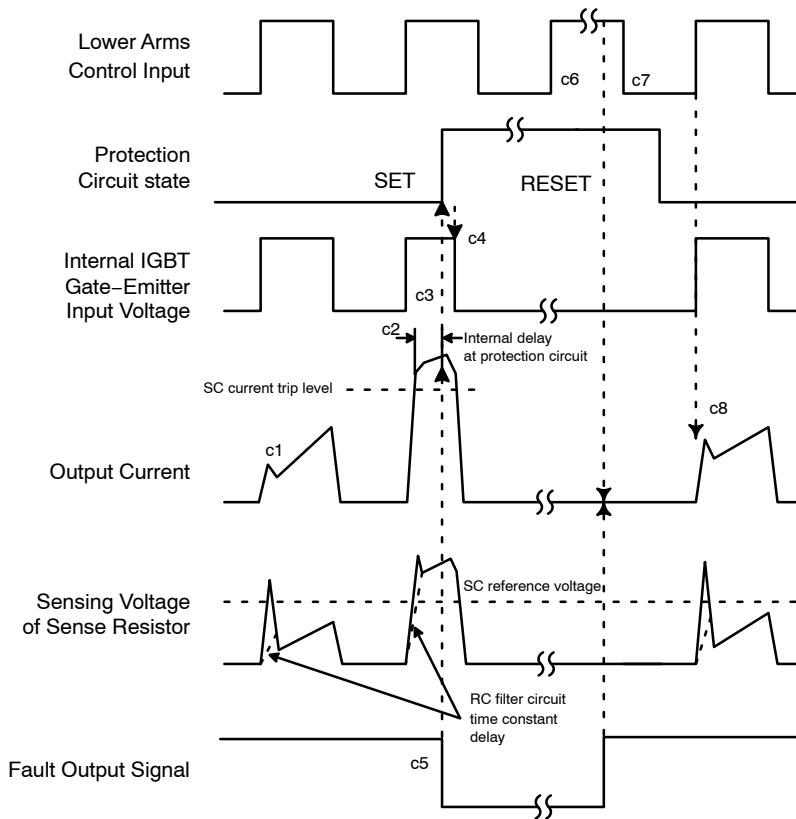 Lower Arms
Control Input
c6
c7
Protection
Circuit state
SET
RESET
c4
Internal IGBT
Gate−Emitter
Input Voltage
c3
c2
Internal delay
at protection circuit
SC current trip level
c8
c1
Output Current
SC reference voltage
Sensing Voltage
of Sense Resistor
RC filter circuit
time constant
delay
Fault Output Signal
c5